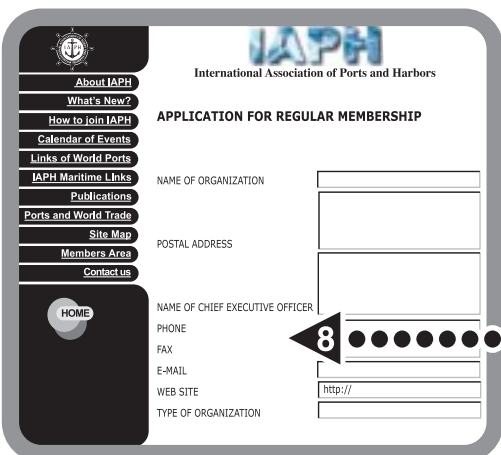 IAPH
IAPH
International Association of Ports and Harbors
About IAPH
What's New?
How to join IAPH
Calendar of Events
Links of World Ports
IAPH Maritime LInks
Publications
Ports and World Trade
Site Map
Members Area
Contact us
HOME
APPLICATION FOR REGULAR MEMBERSHIP
NAME OF ORGANIZATION
POSTAL ADDRESS
NAME OF CHIEF EXECUTIVE OFFICER
PHONE
8
FAX
E-MAIL
WEB SITE http://
TYPE OF ORGANIZATION